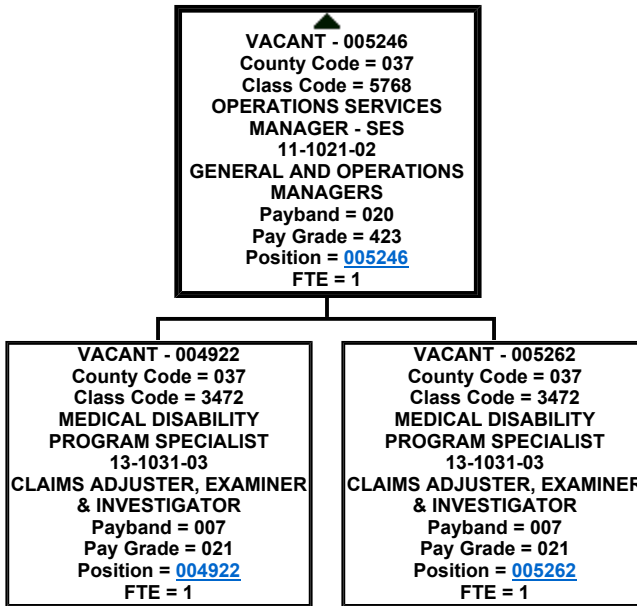 VACANT - 005246
County Code = 037
Class Code = 5768
OPERATIONS SERVICES
MANAGER - SES
11-1021-02
GENERAL AND OPERATIONS
MANAGERS
Payband = 020
Pay Grade = 423
Position = 005246
FTE = 1
VACANT - 004922
County Code = 037
Class Code = 3472
MEDICAL DISABILITY
PROGRAM SPECIALIST
13-1031-03
CLAIMS ADJUSTER, EXAMINER
& INVESTIGATOR
Payband = 007
Pay Grade = 021
Position = 004922
FTE = 1
VACANT - 005262
County Code = 037
Class Code = 3472
MEDICAL DISABILITY
PROGRAM SPECIALIST
13-1031-03
CLAIMS ADJUSTER, EXAMINER
& INVESTIGATOR
Payband = 007
Pay Grade = 021
Position = 005262
FTE = 1